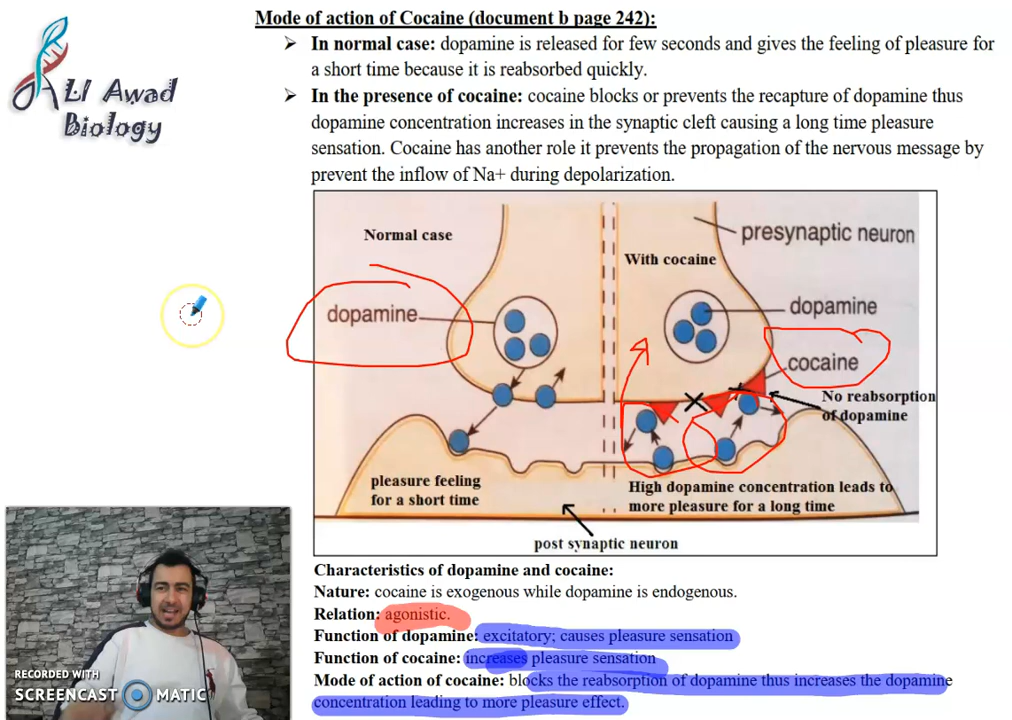 Mode of action of Cocaine (document b page 242):
➢ In normal case: dopamine is released for few seconds and gives the feeling of pleasure for
a short time because it is reabsorbed quickly.
➢ In the presence of cocaine: cocaine blocks or prevents the recapture of dopamine thus
dopamine concentration increases in the synaptic cleft causing a long time pleasure
sensation. Cocaine has another role it prevents the propagation of the nervous message by
prevent the inflow of Na+ during depolarization.
ALI Awad
Biology
Normal case
With cocaine
presynaptic neuron
dopamine
dopamine
cocaine
No reabsorption
of dopamine
pleasure feeling
for a short time
High dopamine concentration leads to
more pleasure for a long time
post synaptic neuron
Characteristics of dopamine and cocaine:
Nature: cocaine is exogenous while dopamine is endogenous.
Relation: agonistic.
Function of dopamine: excitatory; causes pleasure sensation
Function of cocaine: increases pleasure sensation
Mode of action of cocaine: blocks the reabsorption of dopamine thus increases the dopamine
concentration leading to more pleasure effect.
RECORDED WITH
SCREENCAST MATIC